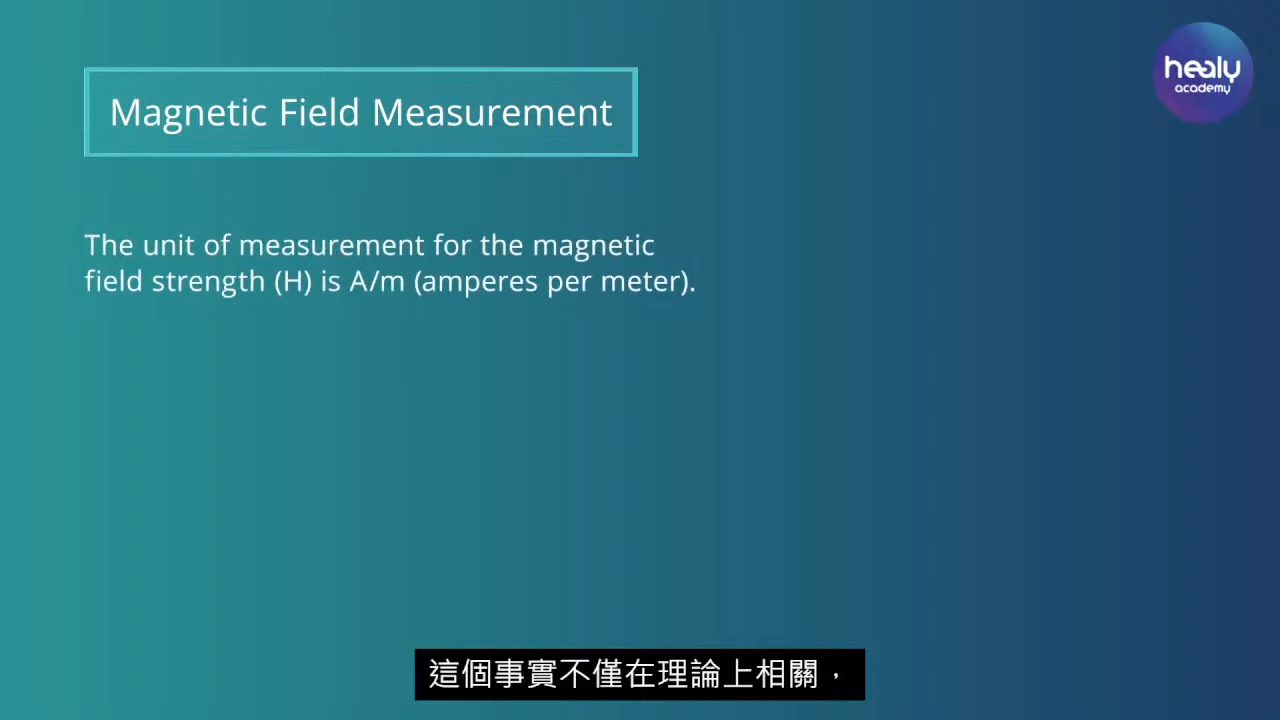 healy
academy
Magnetic Field Measurement
The unit of measurement for the magnetic
field strength (H) is A/m (amperes per meter).
這個事實不僅在理論上相關，